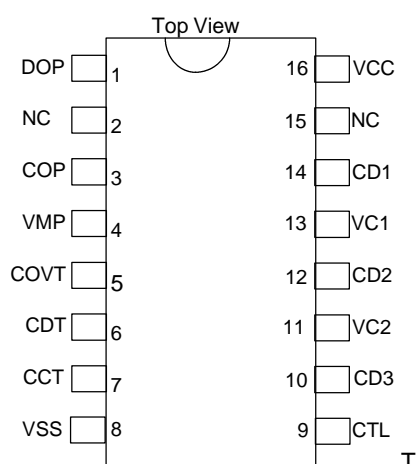 Top View
DOP 1 16 VCC
NC 2 15 NC
COP 3 14 CD1
VMP 4 13 VC1
COVT 5 12 CD2
CDT 6 11 VC2
CCT 7 10 CD3
VSS 8 9 CTL
T